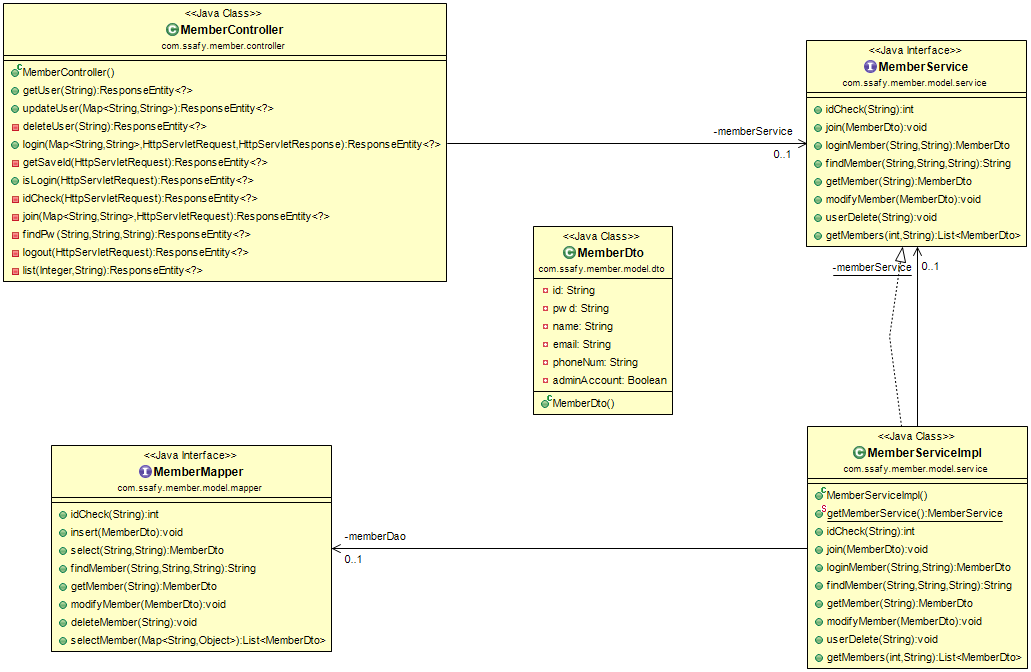 <<Java Class>>
MemberController
com.ssafy.member.controller
MemberController()
getUser(String):ResponseEntity<?>
updateUser(Map<String,String>):ResponseEntity<?>
deleteUser(String):ResponseEntity<?>
login(Map<String,String>,HttpServletRequest,HttpServletResponse):ResponseEntity<?>
getSaveId(HttpServletRequest):ResponseEntity<?>
isLogin(HttpServletRequest):ResponseEntity<?>
idCheck(HttpServletRequest):ResponseEntity<?>
join(Map<String,String>,HttpServletRequest):ResponseEntity<?>
findPw(String,String,String):ResponseEntity<?>
logout(HttpServletRequest):ResponseEntity<?>
list(Integer,String):ResponseEntity<?>
-memberService
0..1
<<Java Interface>>
MemberService
com.ssafy.member.model.service
idCheck(String):int
join(MemberDto):void
loginMember(String,String):MemberDto
findMember(String,String,String):String
getMember(String):MemberDto
modifyMember(MemberDto):void
userDelete(String):void
getMembers(int,String):List<MemberDto>
-memberService
0..1
<<Java Class>>
MemberDto
com.ssafy.member.model.dto
id: String
pwd: String
name: String
email: String
phoneNum: String
adminAccount: Boolean
MemberDto()
<<Java Interface>>
MemberMapper
com.ssafy.member.model.mapper
idCheck(String):int
insert(MemberDto):void
select(String,String):MemberDto
findMember(String,String,String):String
getMember(String):MemberDto
modifyMember(MemberDto):void
deleteMember(String):void
selectMember(Map<String,Object>):List<MemberDto>
-memberDao
0..1
<<Java Class>>
MemberServiceImpl
com.ssafy.member.model.service
MemberServiceImpl()
getMemberService():MemberService
idCheck(String):int
join(MemberDto):void
loginMember(String,String):MemberDto
findMember(String,String,String):String
getMember(String):MemberDto
modifyMember(MemberDto):void
userDelete(String):void
getMembers(int,String):List<MemberDto>